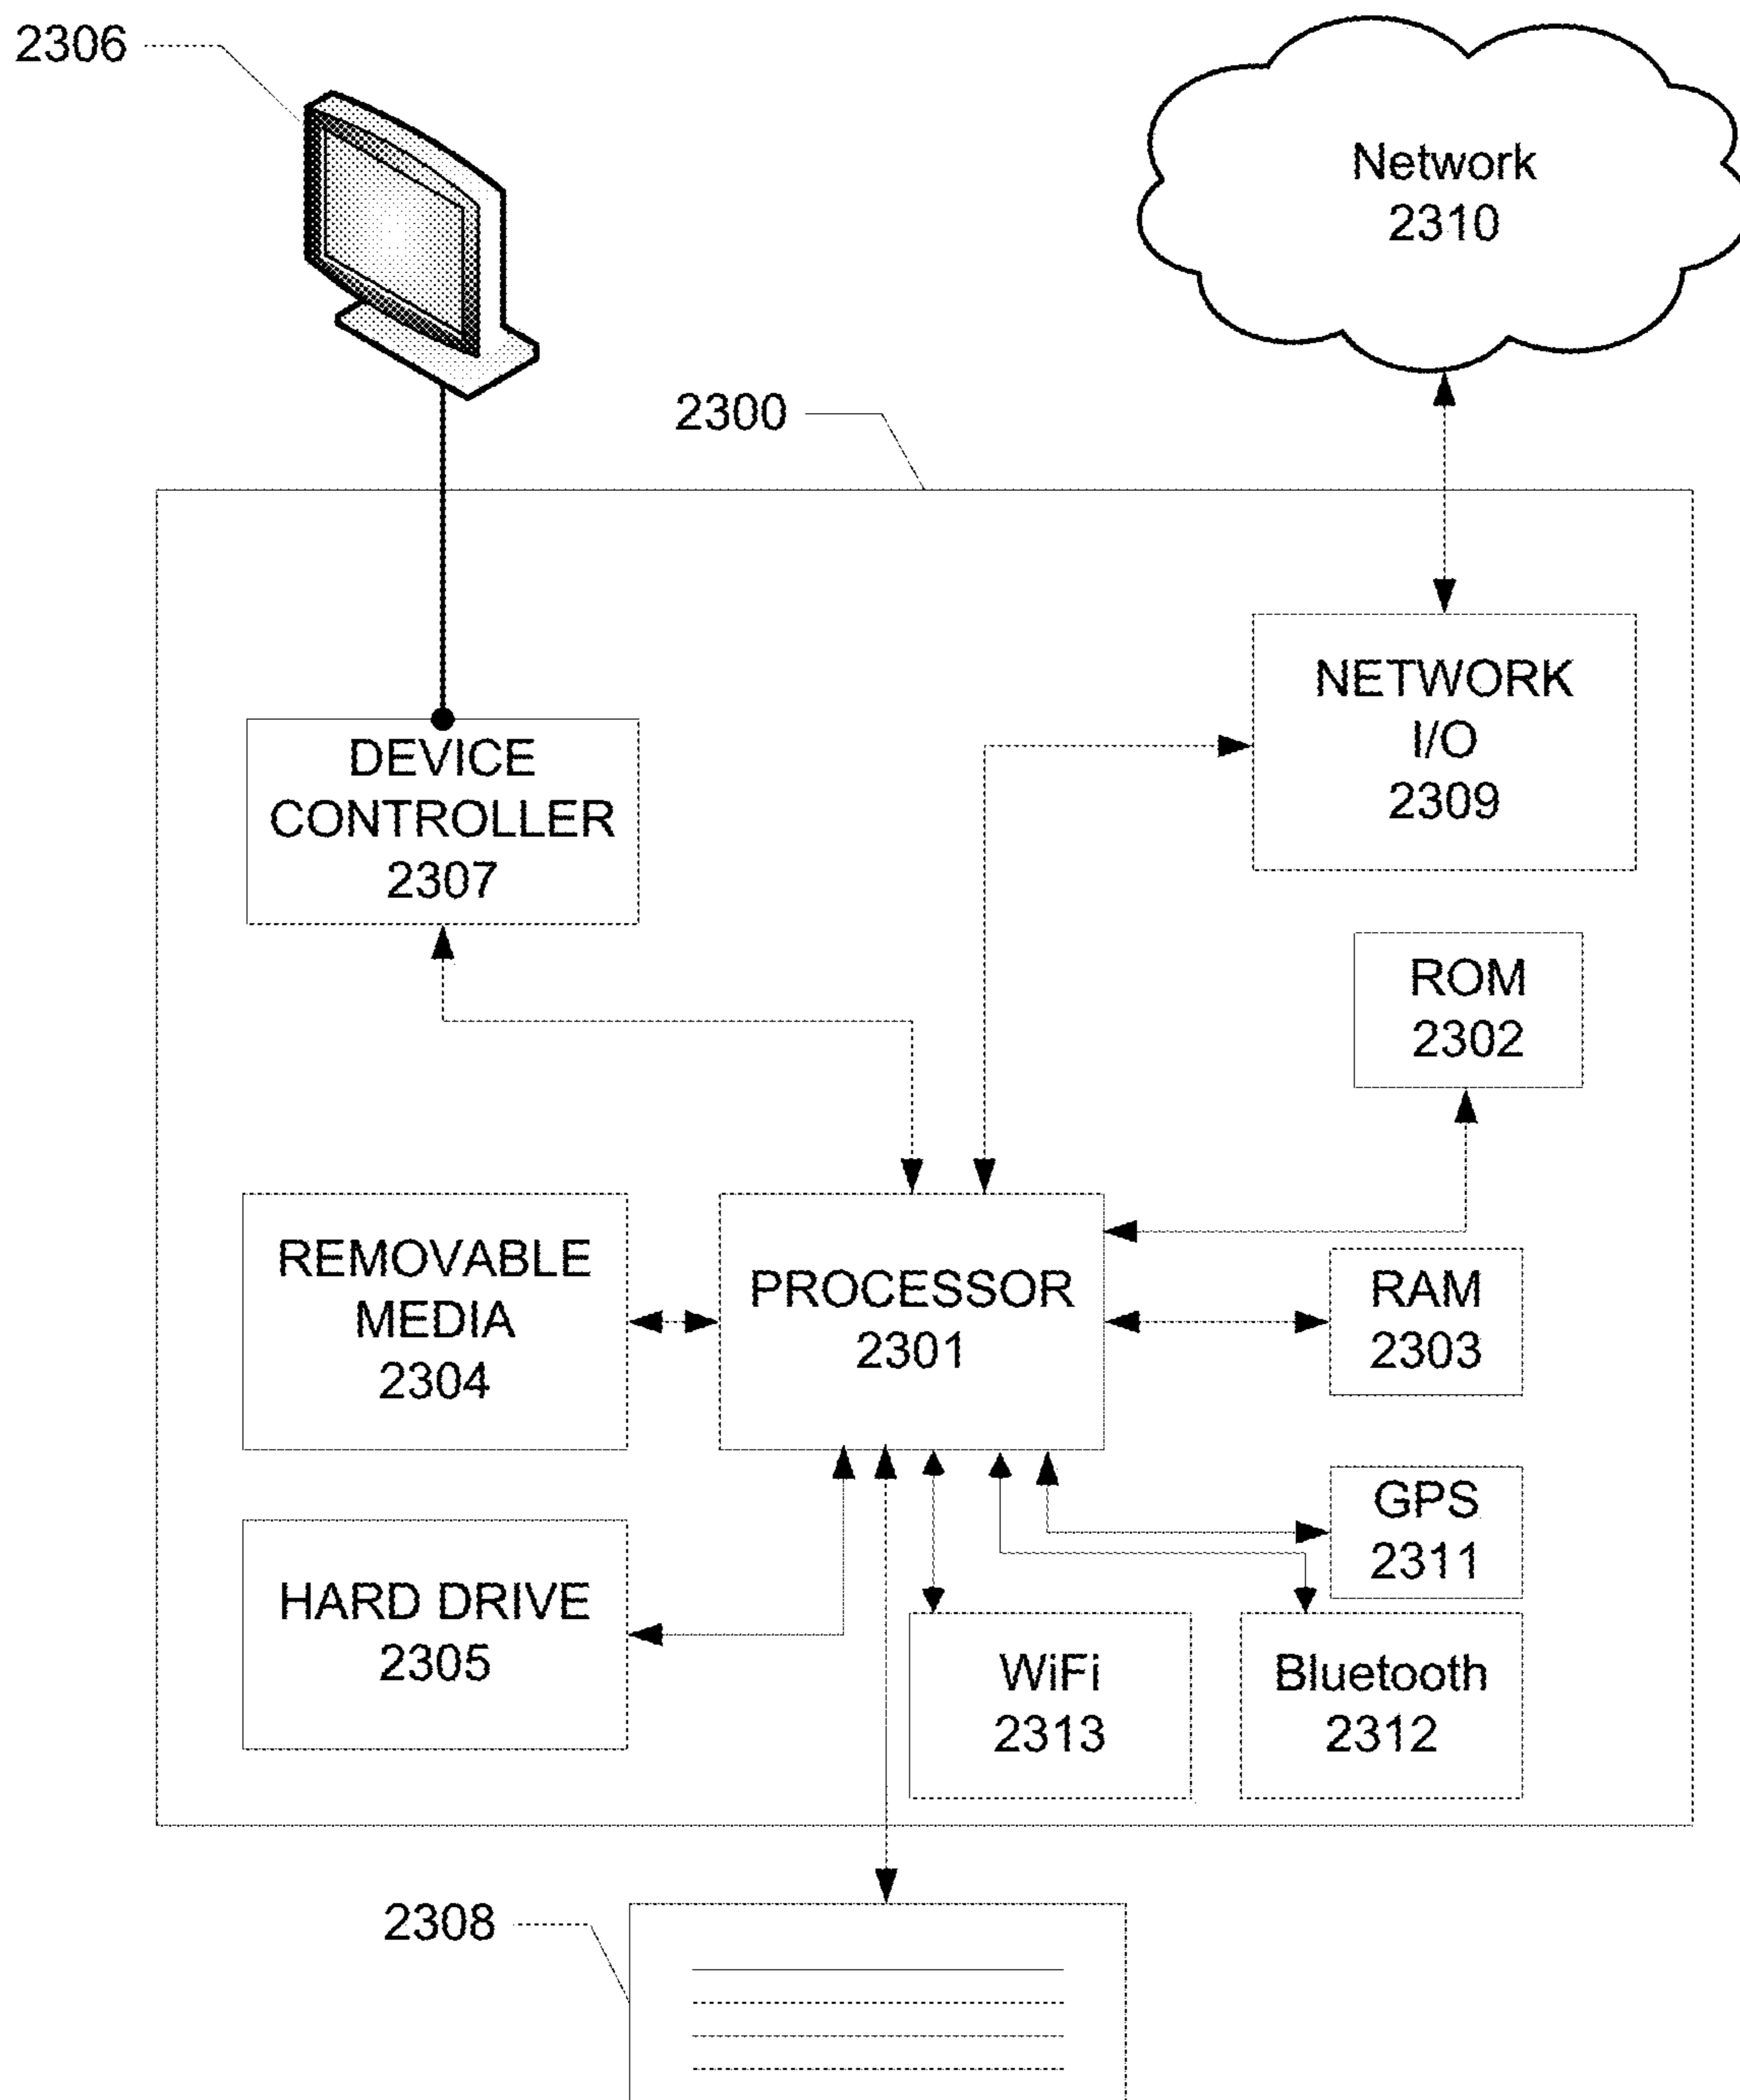 2306
Network
2310
2300
NETWORK
I/O
2309
DEVICE
CONTROLLER
2307
ROM
2302
REMOVABLE
MEDIA
2304
PROCESSOR
2301
RAM
2303
GPS
2311
HARD DRIVE
2305
WiFi
2313
Bluetooth
2312
2308